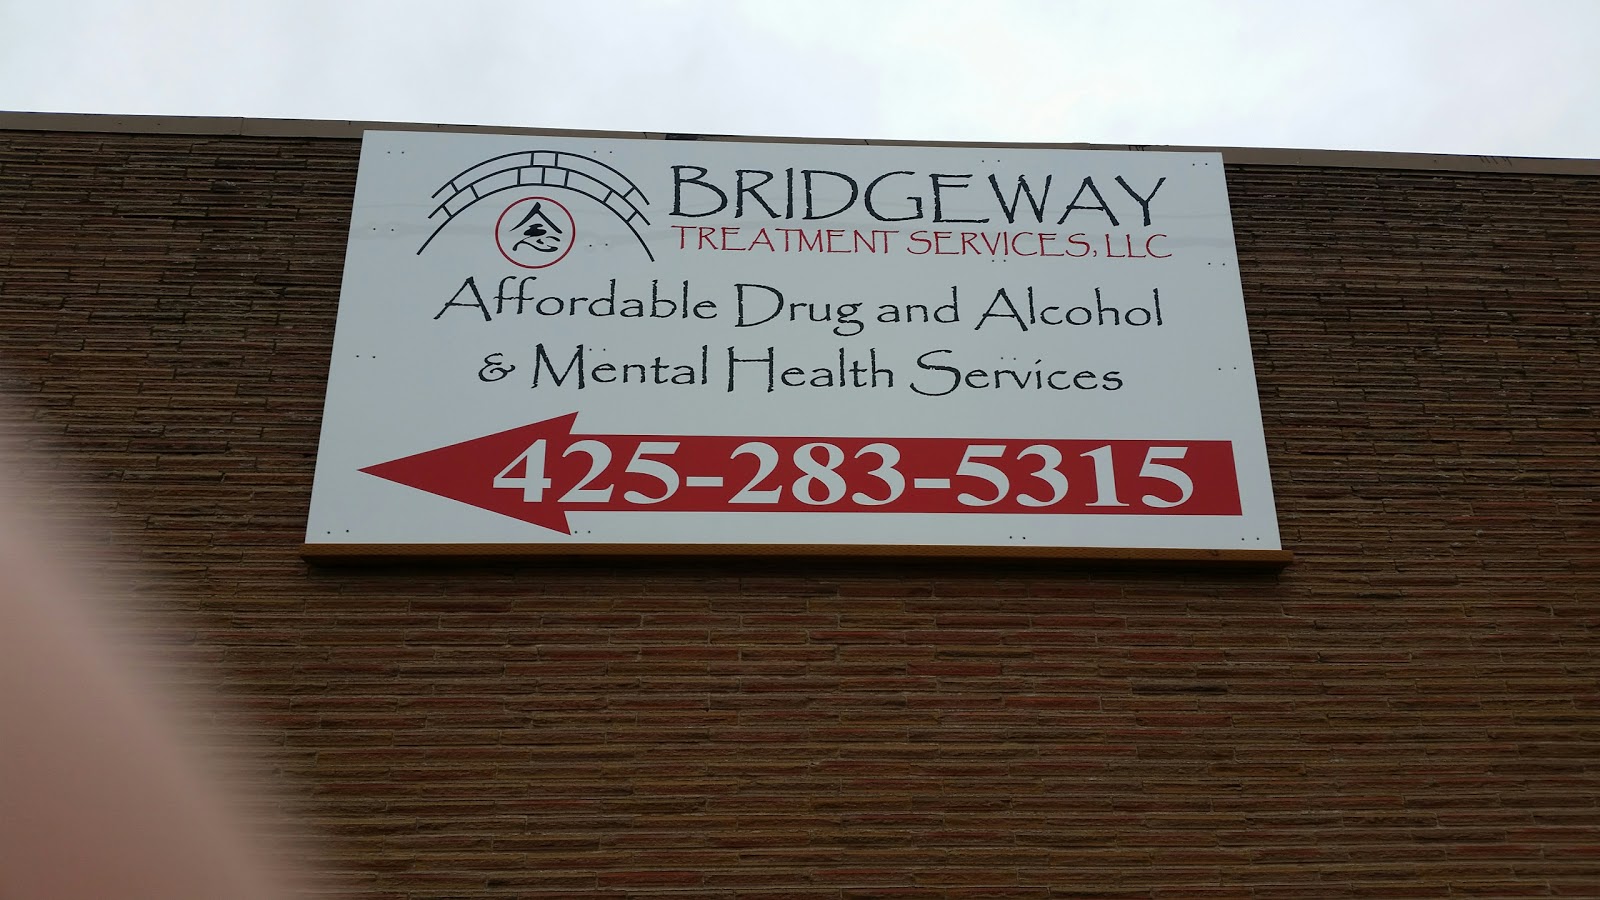 BRIDGEWAY
TREATMENT SERVICES, LLC
Affordable Drug and Alcohol
& Mental Health Services
425-283-5315